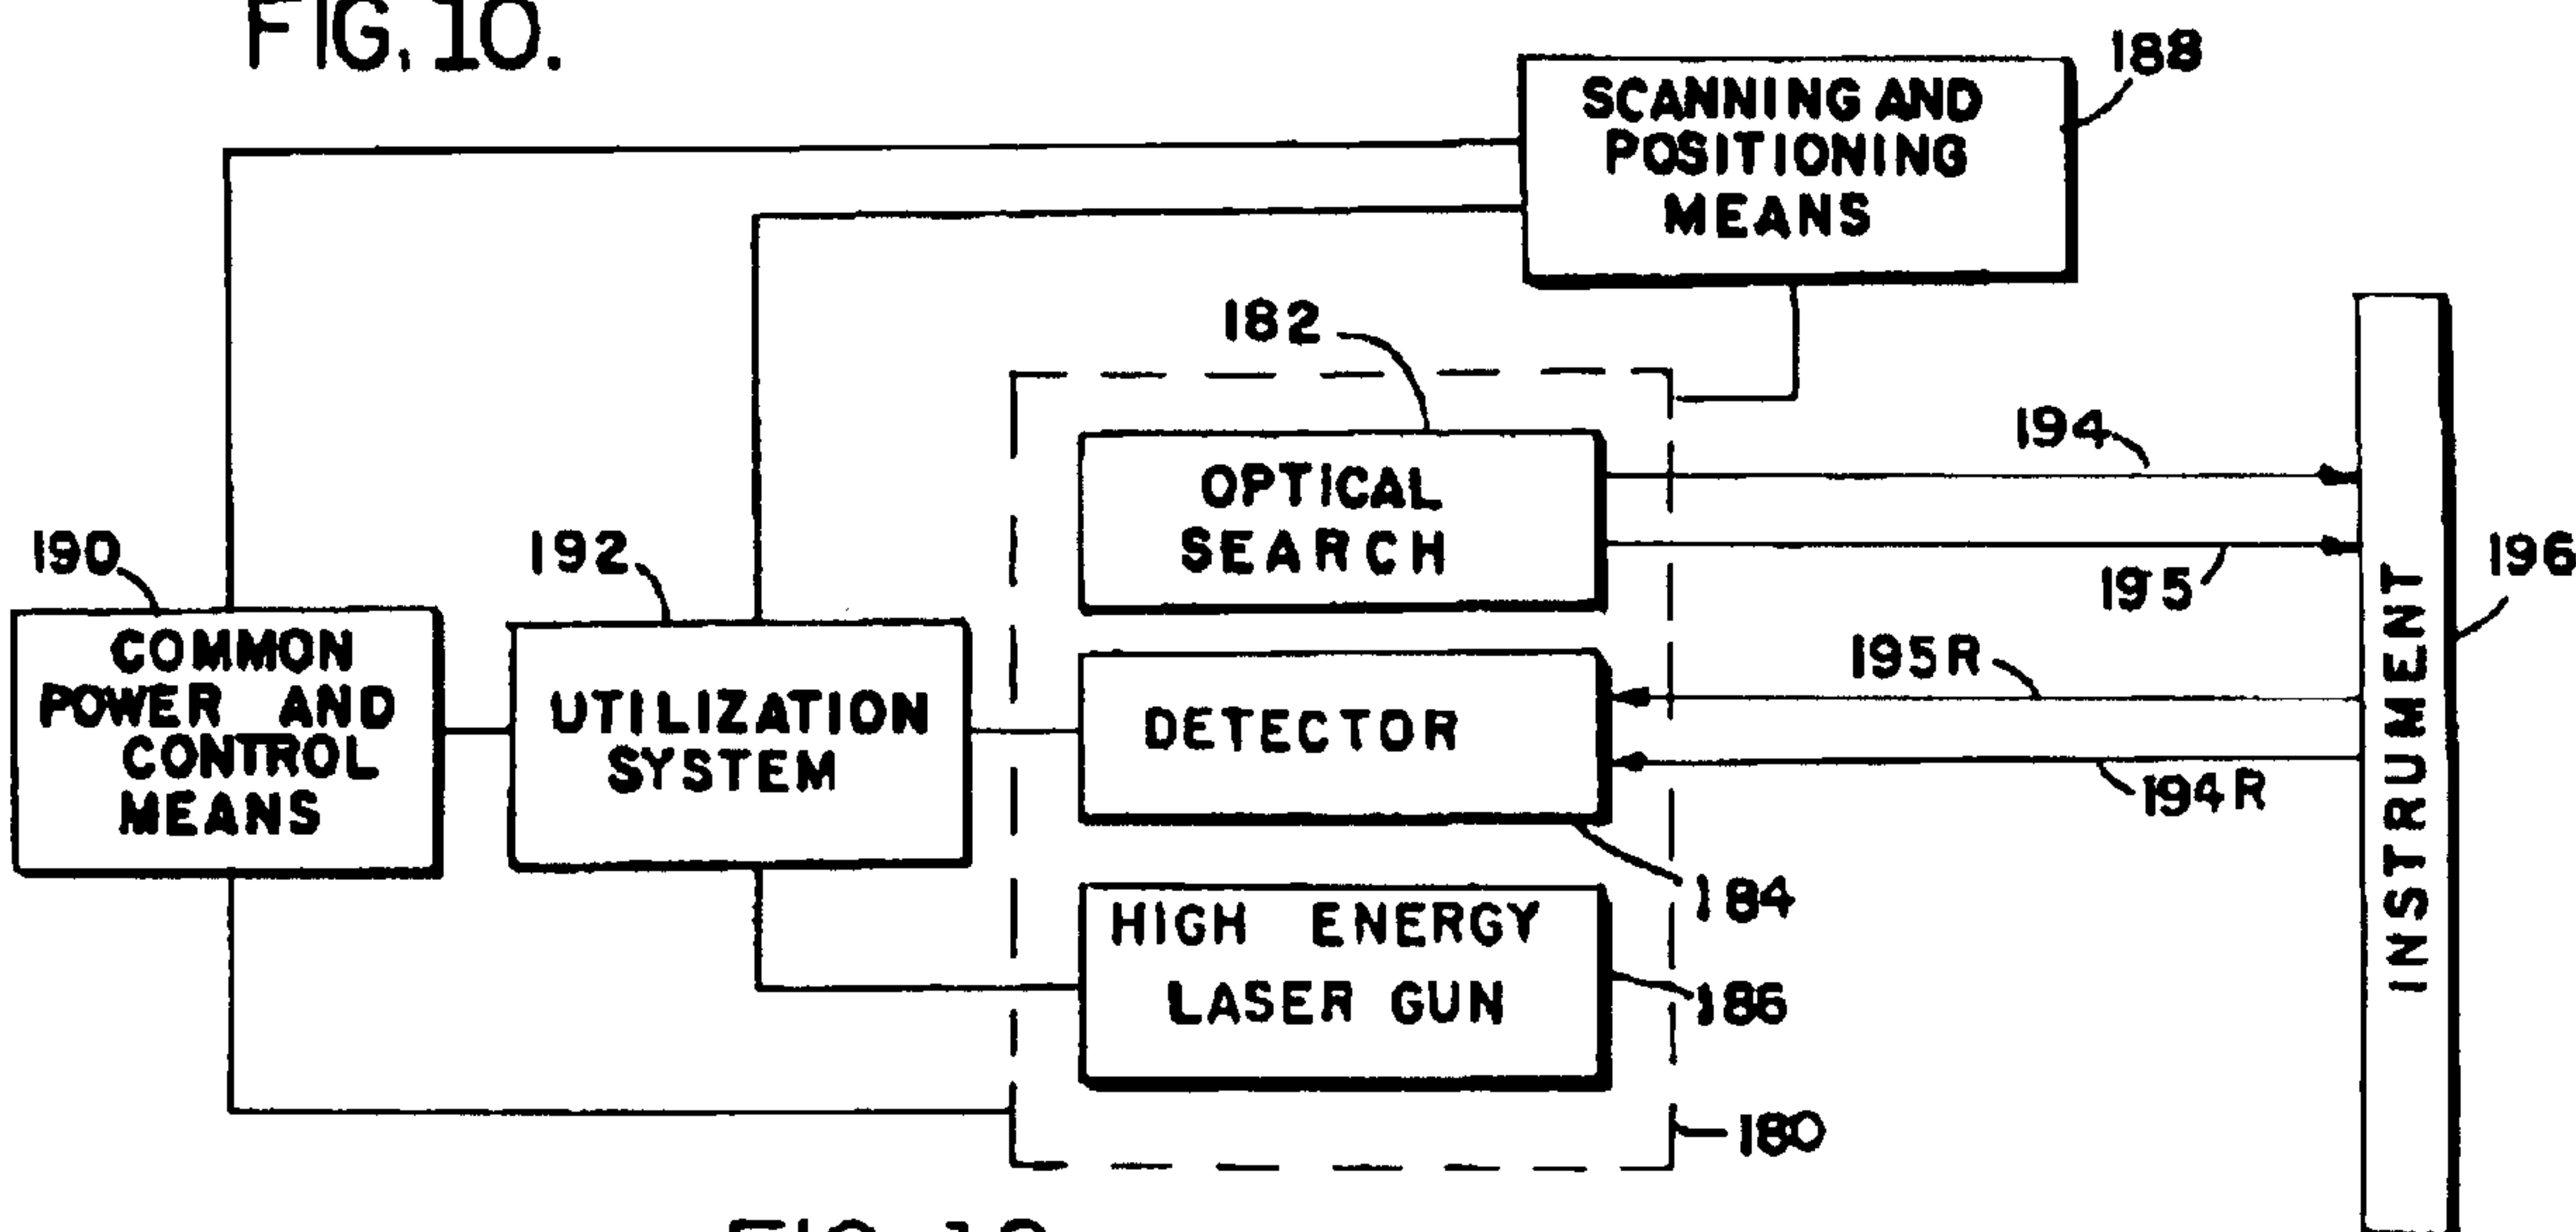 FIG. 10.
188
SCANNING AND
POSITIONING
MEANS
182
194
OPTICAL
SEARCH
195
196
190
192
195R
COMMON
POWER AND
CONTROL
MEANS
UTILIZATION
SYSTEM
DETECTOR
194R
INSTRUMENT
184
HIGH ENERGY
LASER GUN
186
180